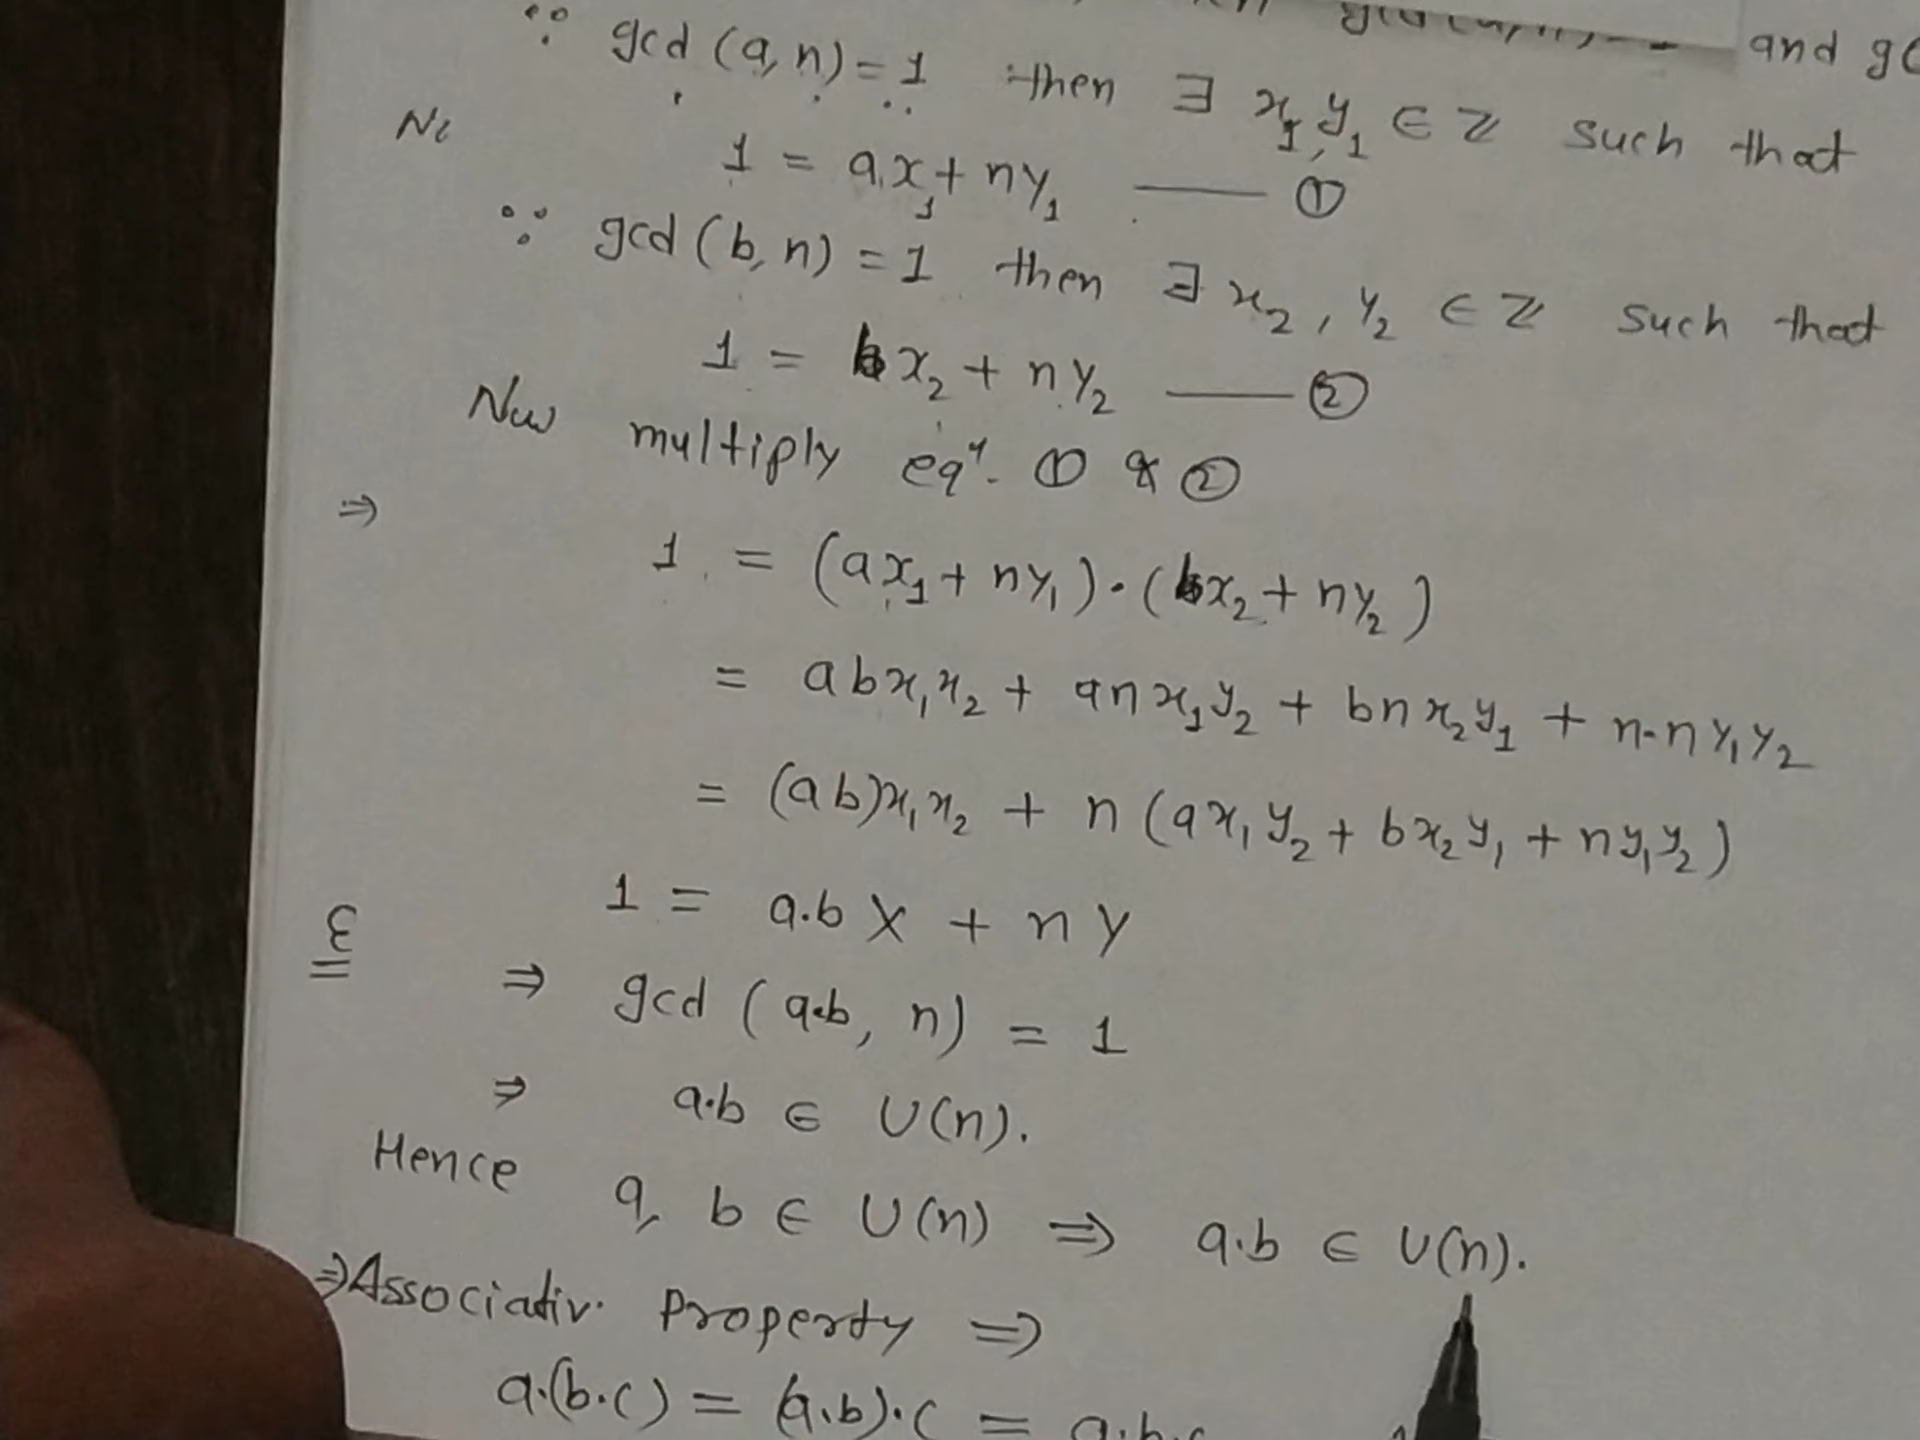 and
∵ gcd (a, n) = 1 then ∃ x₁, y₁ ∈ ℤ such that
1 = a.x₁ + ny₁ —— ①
∵ gcd (b, n) = 1 then ∃ x₂, y₂ ∈ ℤ such that
1 = bx₂ + ny₂ —— ②
Now multiply eqⁿ. ① & ②
⇒
1 = (ax₁ + ny₁)·(bx₂ + ny₂)
= abx₁x₂ + anx₁y₂ + bnx₂y₁ + n·ny₁y₂
= (ab)x₁x₂ + n(ax₁y₂ + bx₂y₁ + ny₁y₂)
1 = a.b X + n Y
⇒ gcd (a.b, n) = 1
⇒ a.b ∈ U(n).
Hence a, b ∈ U(n) ⇒ a.b ∈ U(n).
⇒ Associativ. Property ⇒
a.(b.c) = (a.b).c = a.b.c